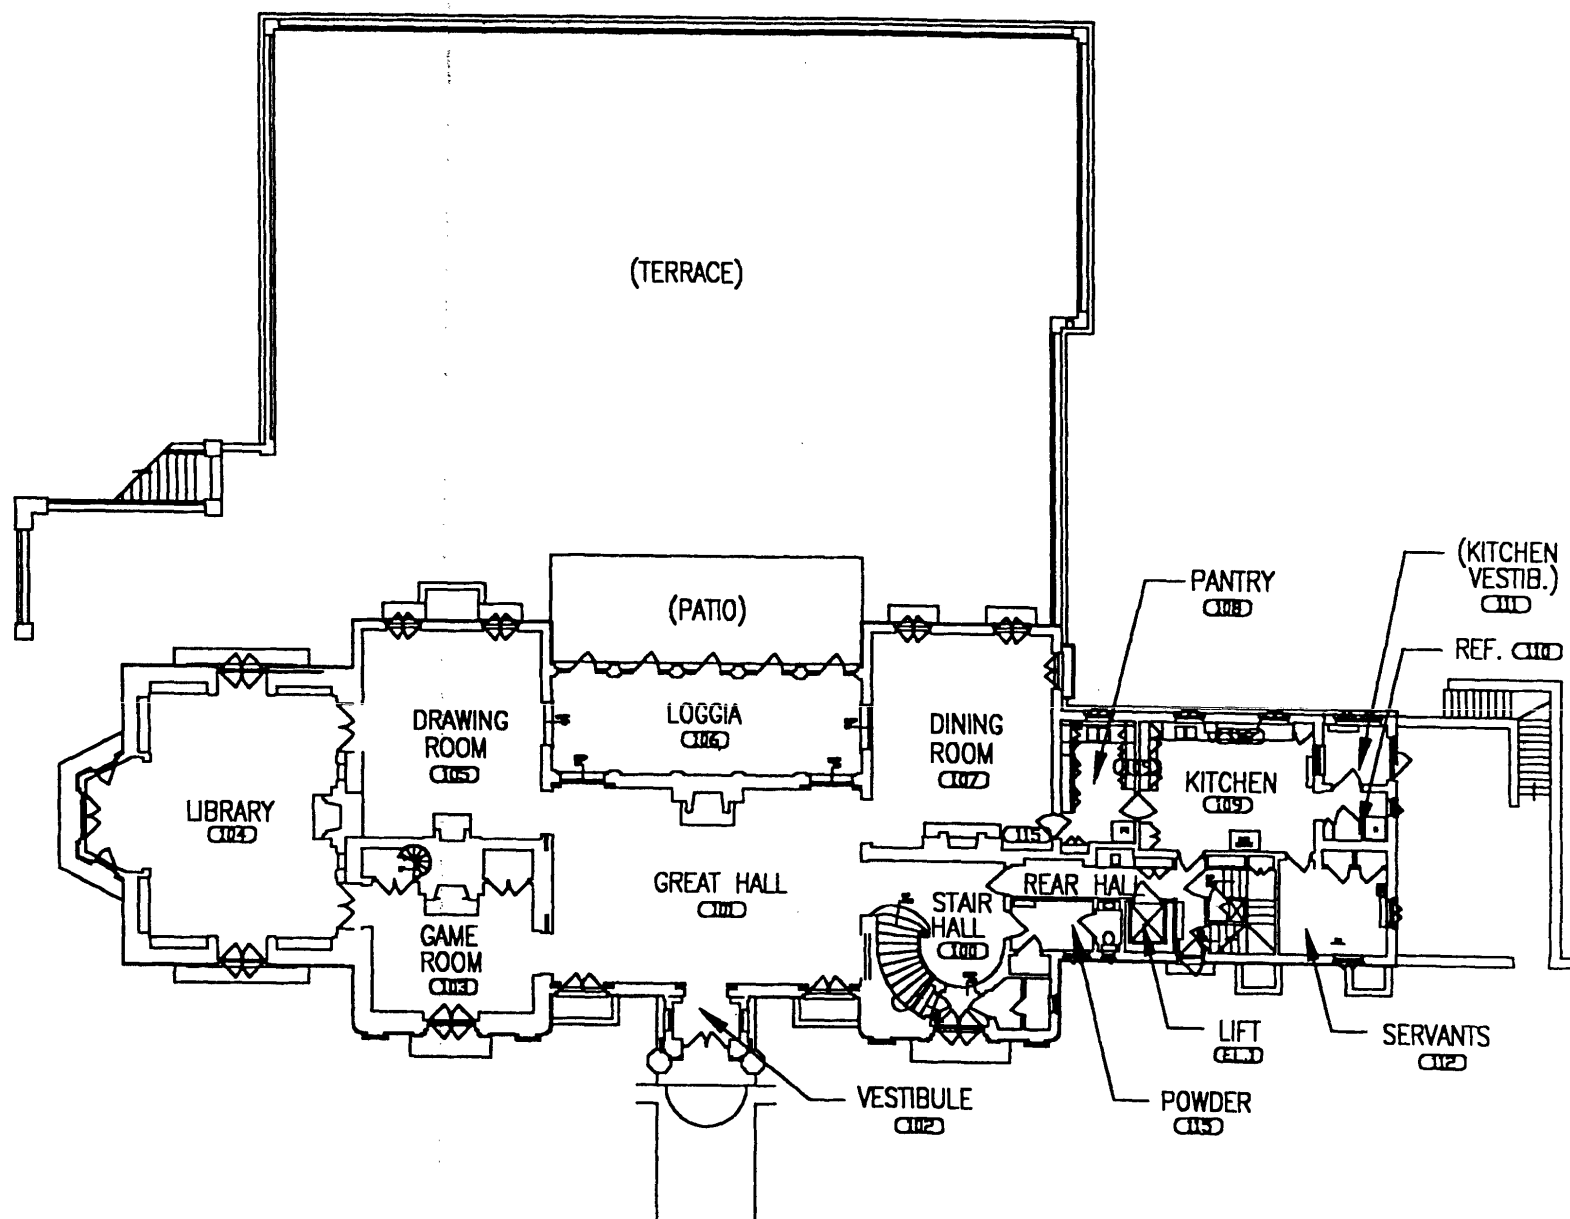 (TERRACE)
(KITCHEN
VESTIB.)
111
PANTRY
108
(PATIO)
REF. 110
DRAWING
ROOM
105
LOGGIA
106
DINING
ROOM
107
KITCHEN
109
LIBRARY
104
115
GREAT HALL
101
REAR HALL
STAIR
HALL
100
GAME
ROOM
103
LIFT
EL.1
SERVANTS
112
VESTIBULE
102
POWDER
113